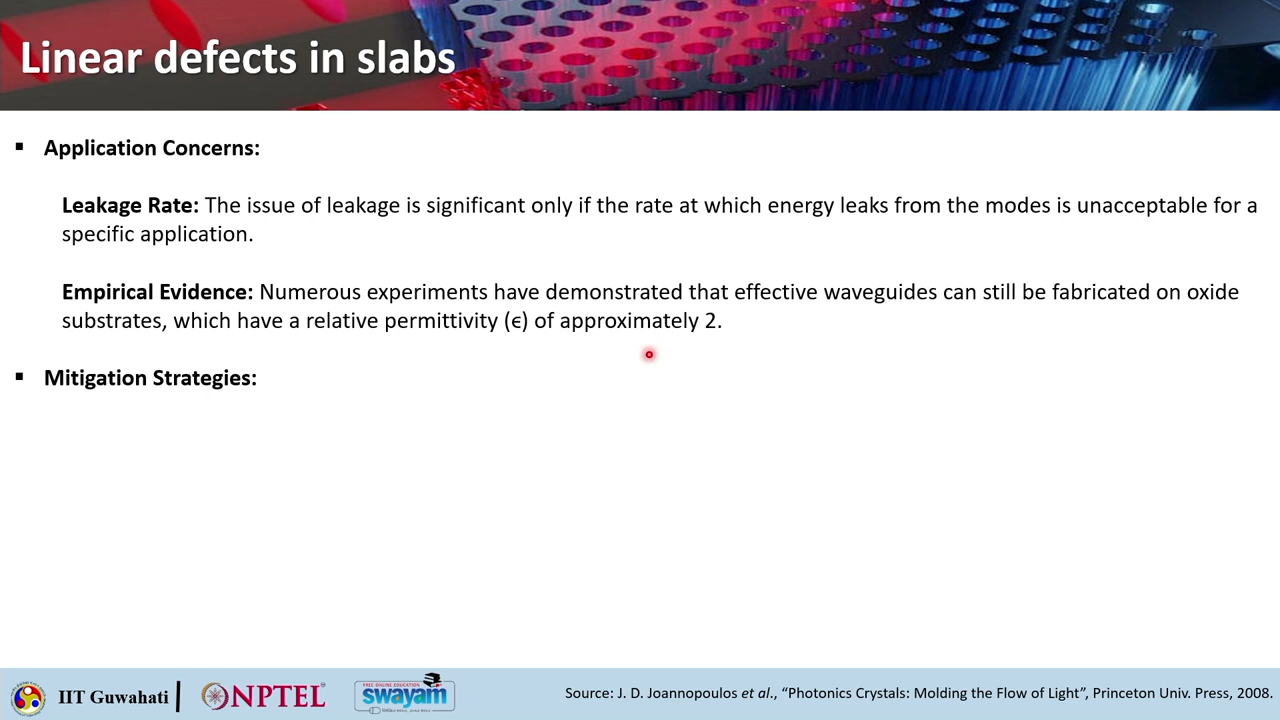 Linear defects in slabs
▪ Application Concerns:
Leakage Rate: The issue of leakage is significant only if the rate at which energy leaks from the modes is unacceptable for a
specific application.
Empirical Evidence: Numerous experiments have demonstrated that effective waveguides can still be fabricated on oxide
substrates, which have a relative permittivity (ϵ) of approximately 2.
▪ Mitigation Strategies:
IIT Guwahati
NPTEL
FREE ONLINE EDUCATION
swayam
Source: J. D. Joannopoulos et al., “Photonics Crystals: Molding the Flow of Light”, Princeton Univ. Press, 2008.